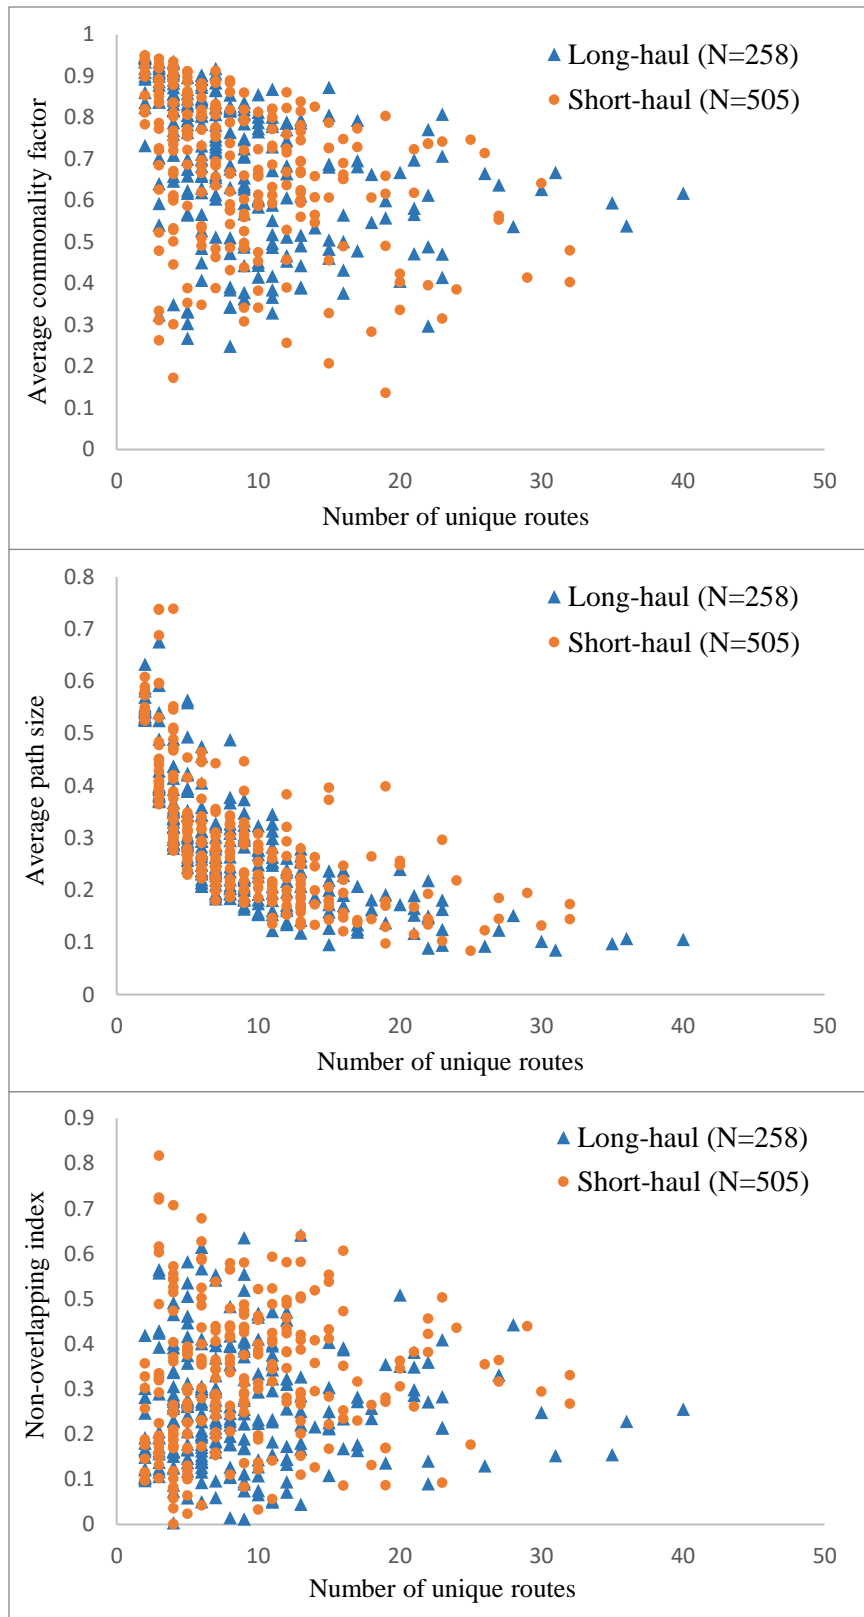 1
0.9
0.8
0.7
0.6
0.5
0.4
0.3
0.2
0.1
0
Average commonality factor
Long-haul (N=258)
Short-haul (N=505)
0 10 20 30 40 50
Number of unique routes
0.8
0.7
0.6
0.5
0.4
0.3
0.2
0.1
0
Average path size
Long-haul (N=258)
Short-haul (N=505)
0 10 20 30 40 50
Number of unique routes
0.9
0.8
0.7
0.6
0.5
0.4
0.3
0.2
0.1
0
Non-overlapping index
Long-haul (N=258)
Short-haul (N=505)
0 10 20 30 40 50
Number of unique routes